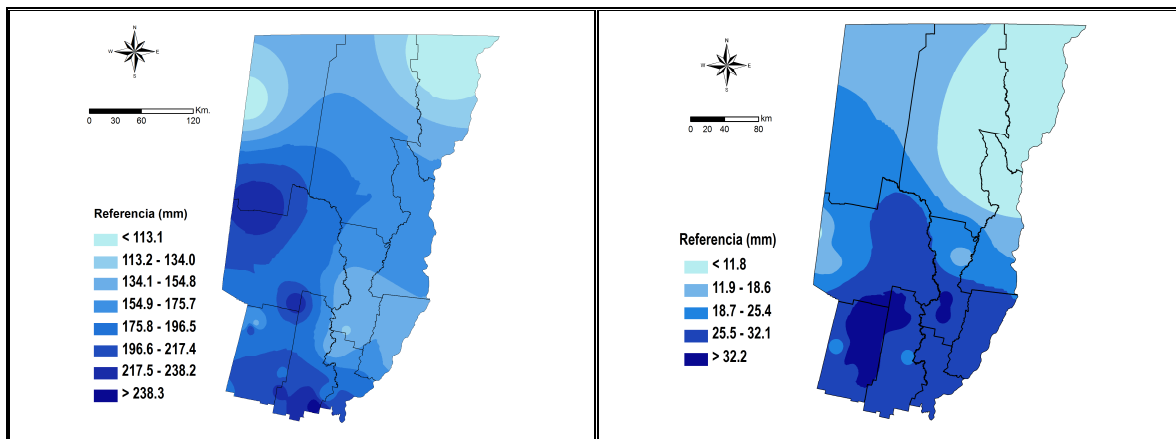 N
W E
S
Km.
0 30 60 120
Referencia (mm)
< 113.1
113.2 - 134.0
134.1 - 154.8
154.9 - 175.7
175.8 - 196.5
196.6 - 217.4
217.5 - 238.2
> 238.3
N
W E
S
km
0 20 40 80
Referencia (mm)
< 11.8
11.9 - 18.6
18.7 - 25.4
25.5 - 32.1
> 32.2